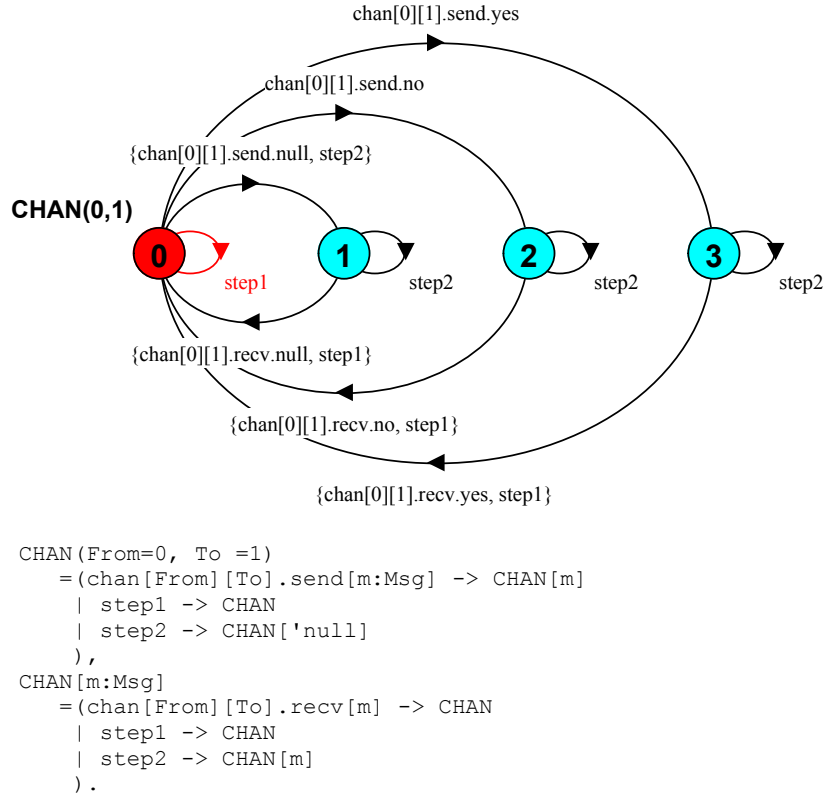 chan[0][1].send.yes
chan[0][1].send.no
{chan[0][1].send.null, step2}
CHAN(0,1)
0
1
2
3
step1
step2
step2
step2
{chan[0][1].recv.null, step1}
{chan[0][1].recv.no, step1}
{chan[0][1].recv.yes, step1}
CHAN(From=0, To =1)
=(chan[From][To].send[m:Msg] -> CHAN[m]
| step1 -> CHAN
| step2 -> CHAN['null]
),
CHAN[m:Msg]
=(chan[From][To].recv[m] -> CHAN
| step1 -> CHAN
| step2 -> CHAN[m]
).